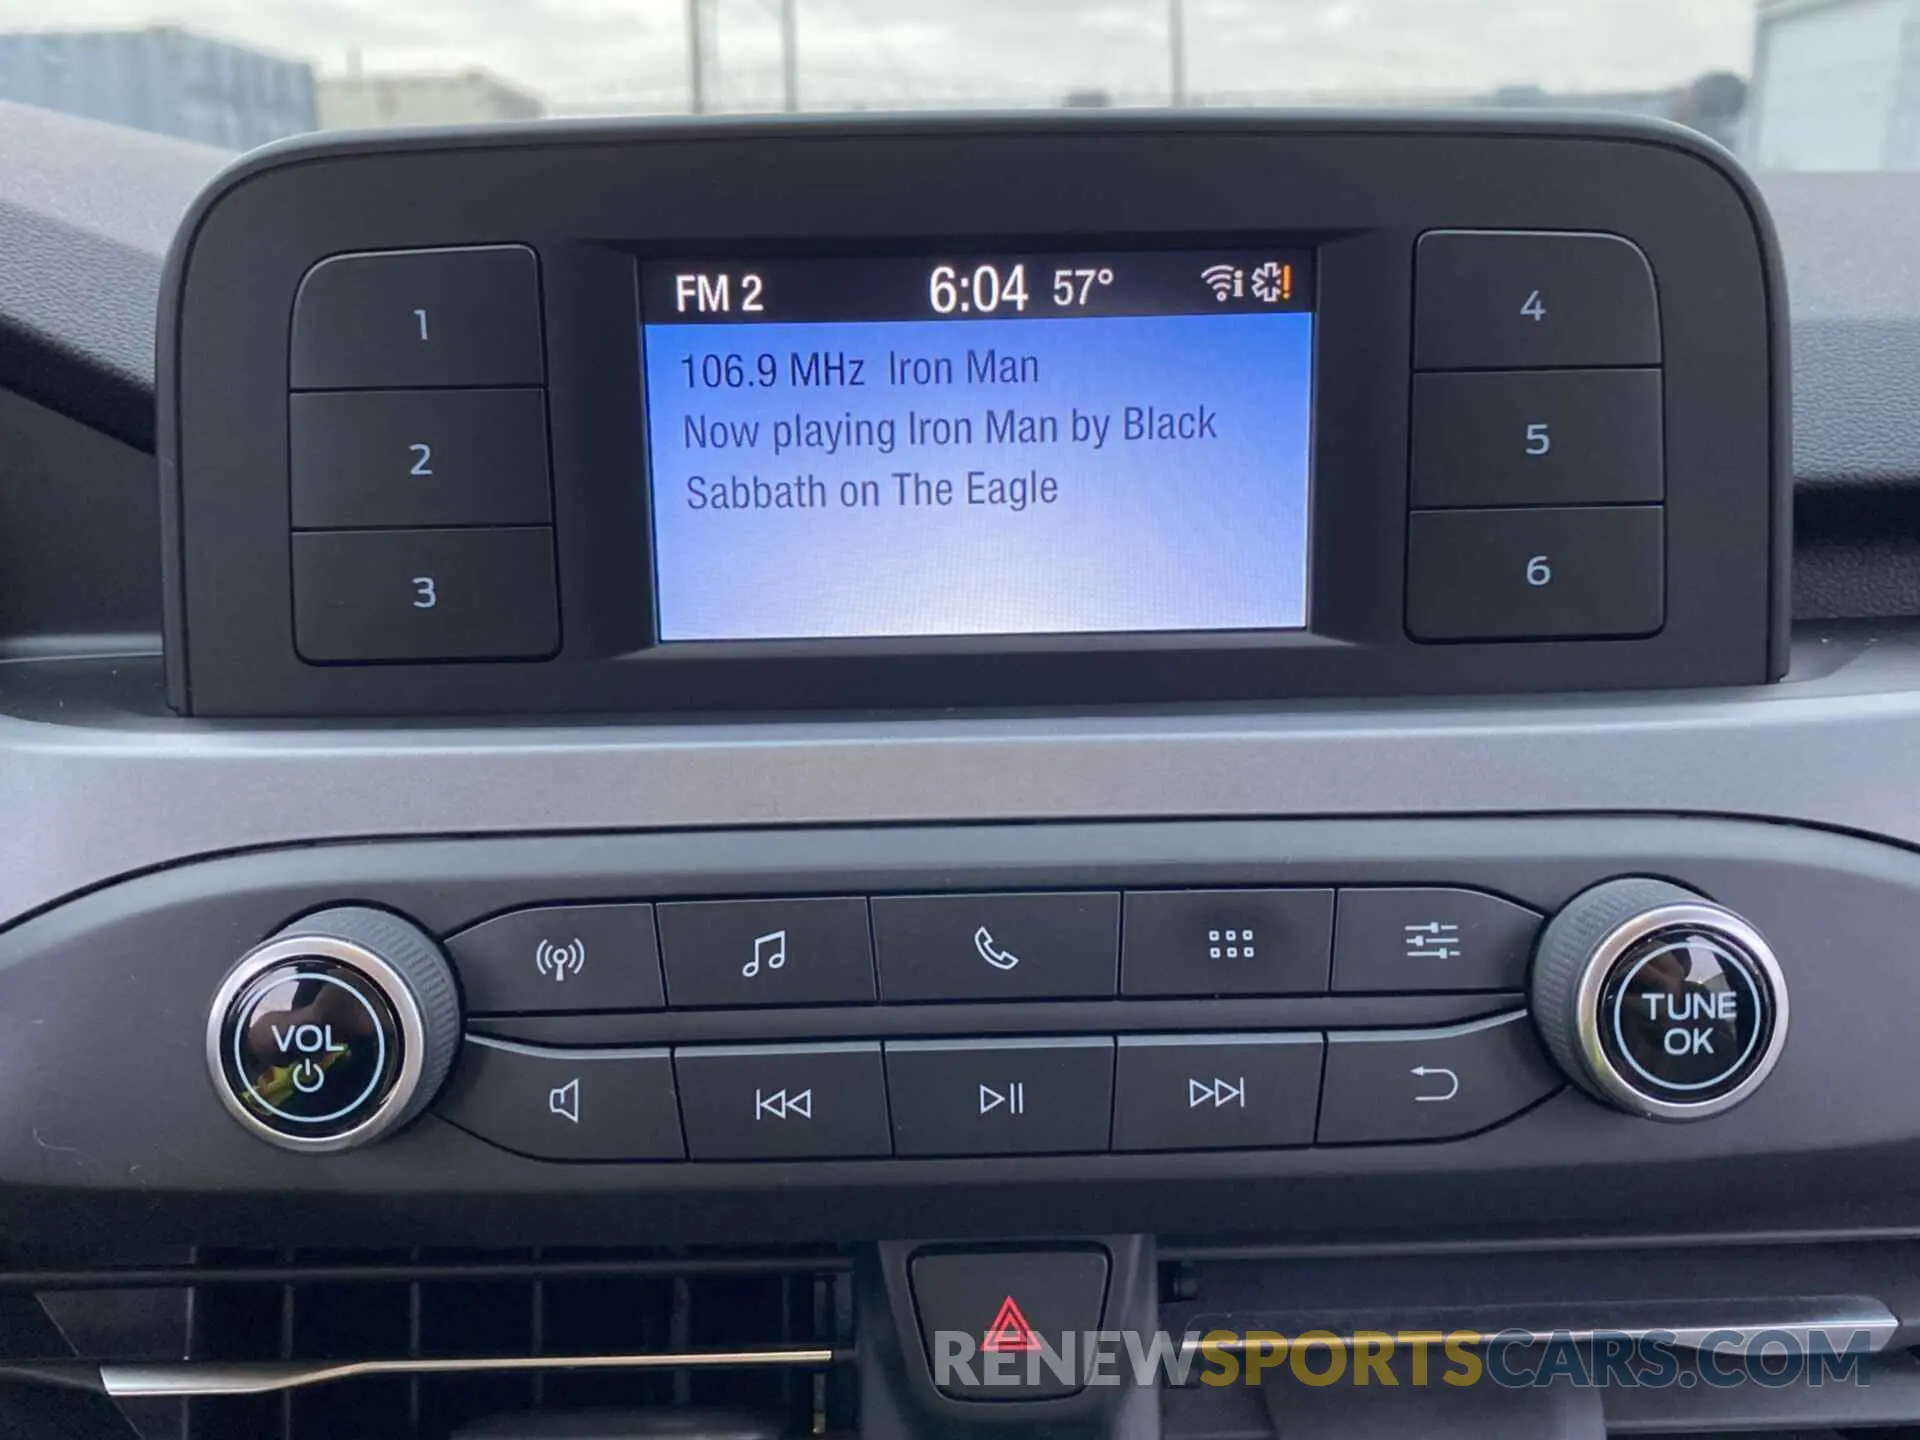 FM 2 6:04 57°
106.9 MHz Iron Man
Now playing Iron Man by Black
Sabbath on The Eagle
1
2
3
4
5
6
VOL
TUNE
OK
RENEWSPORTSCARS.COM